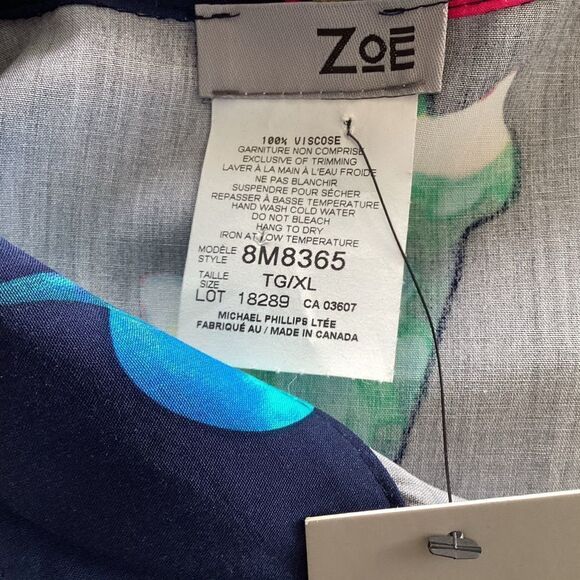 ZOE
100% VISCOSE
GARNITURE NON COMPRISE
EXCLUSIVE OF TRIMMING
LAVER À LA MAIN À L'EAU FROIDE
NE PAS BLANCHIR
SUSPENDRE POUR SÉCHER
REPASSER À BASSE TEMPERATURE
HAND WASH COLD WATER
DO NOT BLEACH
HANG TO DRY
IRON AT LOW TEMPERATURE
MODÈLE
STYLE 8M8365
TAILLE
SIZE TG/XL
LOT 18289 CA 03607
MICHAEL PHILLIPS LTÉE
FABRIQUÉ AU / MADE IN CANADA